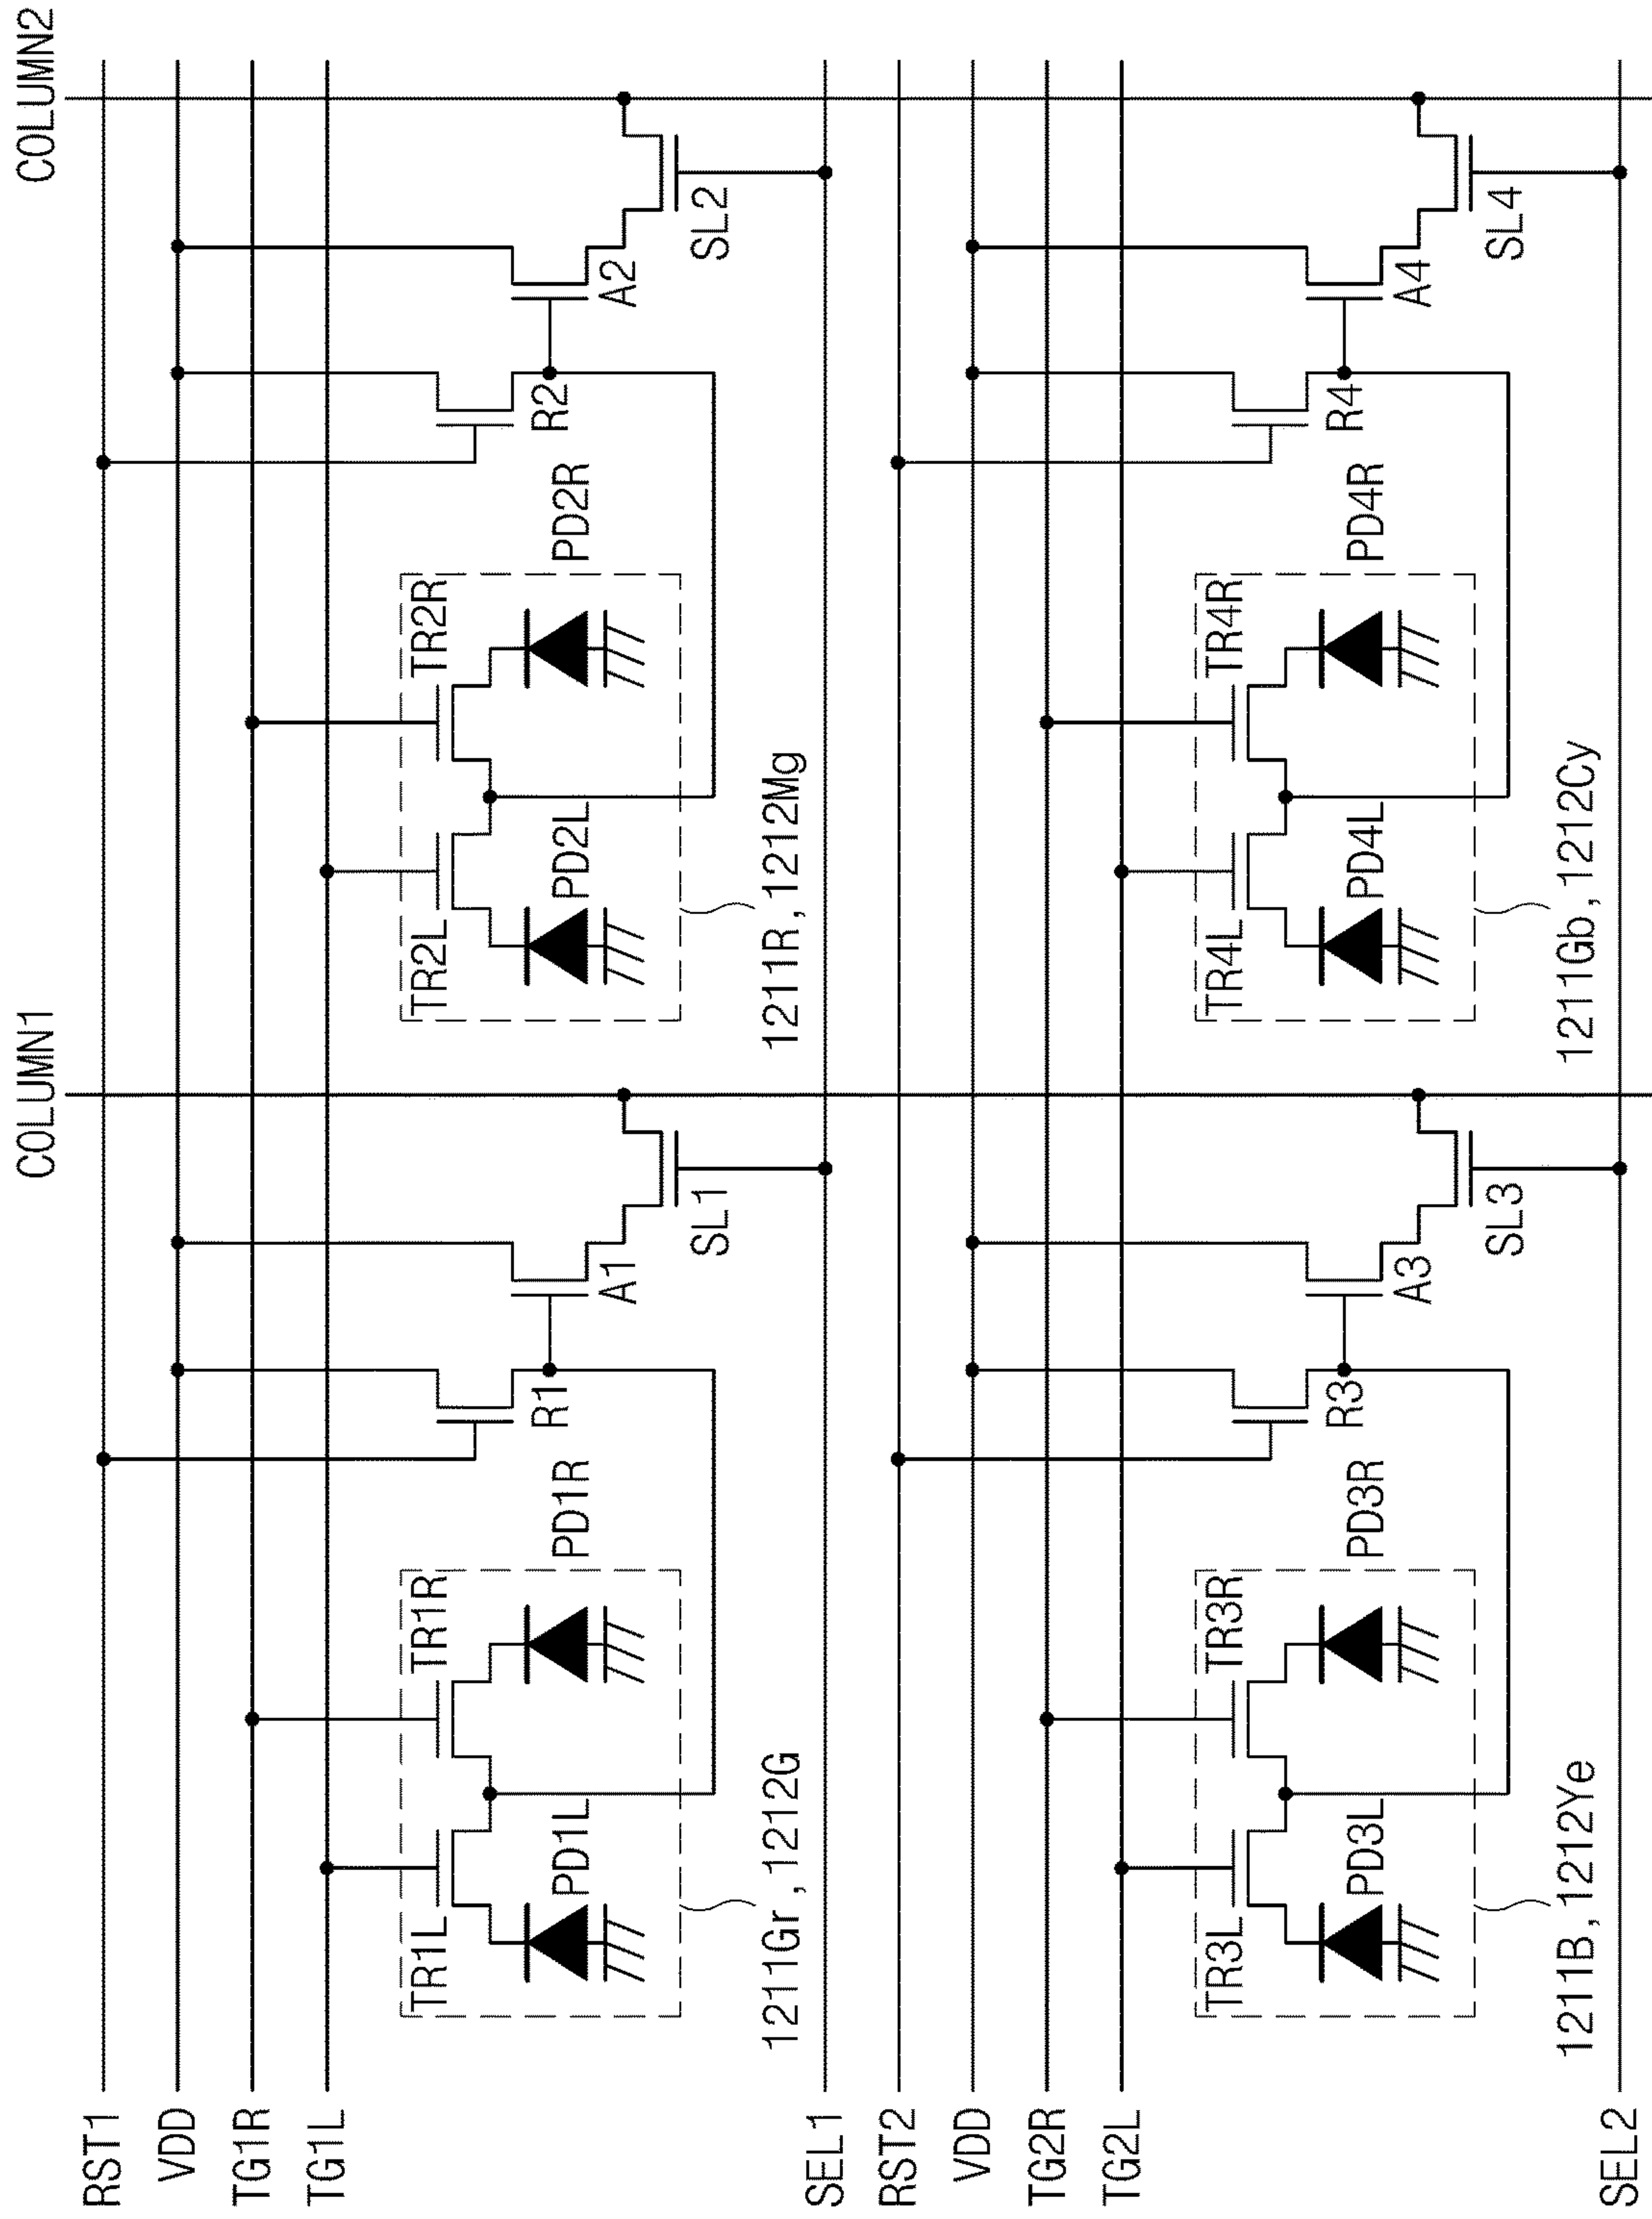 COLUMN1
COLUMN2
RST1
VDD
TG1R
TG1L
TR1L
TR1R
TR2L
TR2R
PD1L
PD1R
R1
A1
PD2L
PD2R
R2
A2
SL1
SL2
1211Gr,1212G
1211R,1212Mg
SEL1
RST2
VDD
TG2R
TG2L
TR3L
TR3R
TR4L
TR4R
PD3L
PD3R
R3
A3
PD4L
PD4R
R4
A4
SL3
SL4
1211B,1212Ye
1211Gb,1212Cy
SEL2